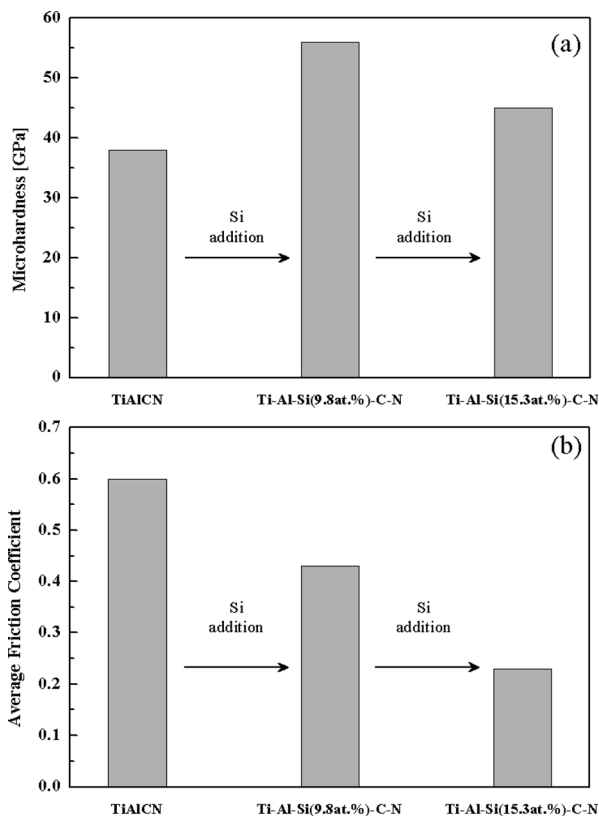 (a)
60
50
40
30
20
10
0
Microhardness [GPa]
Si
addition
Si
addition
TiAlCN
Ti-Al-Si(9.8at.%)-C-N
Ti-Al-Si(15.3at.%)-C-N
(b)
0.7
0.6
0.5
0.4
0.3
0.2
0.1
0.0
Average Friction Coefficient
Si
addition
Si
addition
TiAlCN
Ti-Al-Si(9.8at.%)-C-N
Ti-Al-Si(15.3at.%)-C-N